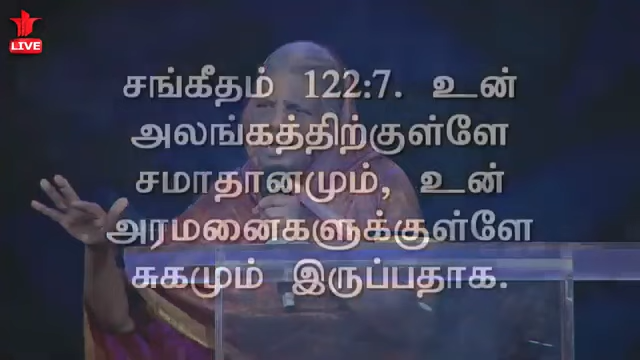 LIVE
சங்கீதம் 122:7. உன்
அலங்கத்திற்குள்ளே
சமாதானமும், உன்
அரமனைகளுக்குள்ளே
சுகமும் இருப்பதாக.